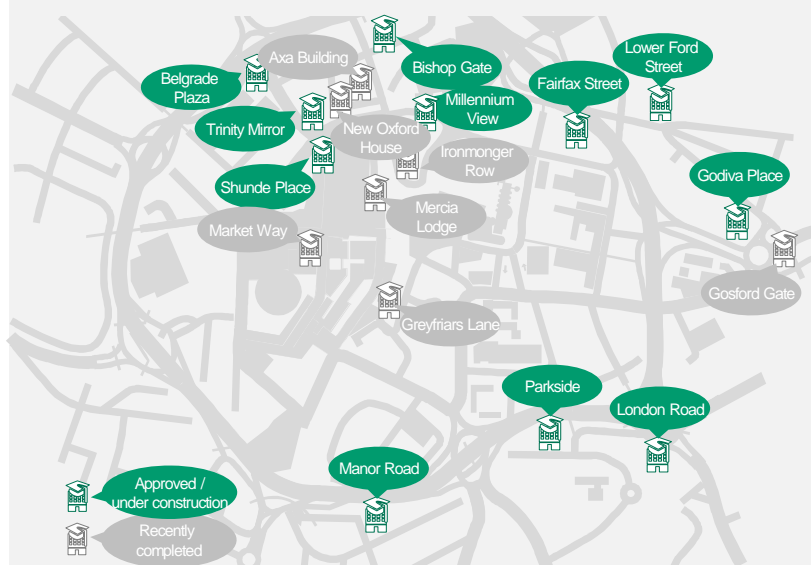 Axa Building
Belgrade
Plaza
Bishop Gate
Lower Ford
Street
Fairfax Street
Trinity Mirror
Millennium
View
New Oxford
House
Ironmonger
Row
Shunde Place
Godiva Place
Mercia
Lodge
Market Way
Gosford Gate
Greyfriars Lane
Parkside
London Road
Manor Road
Approved /
under construction
Recently
completed